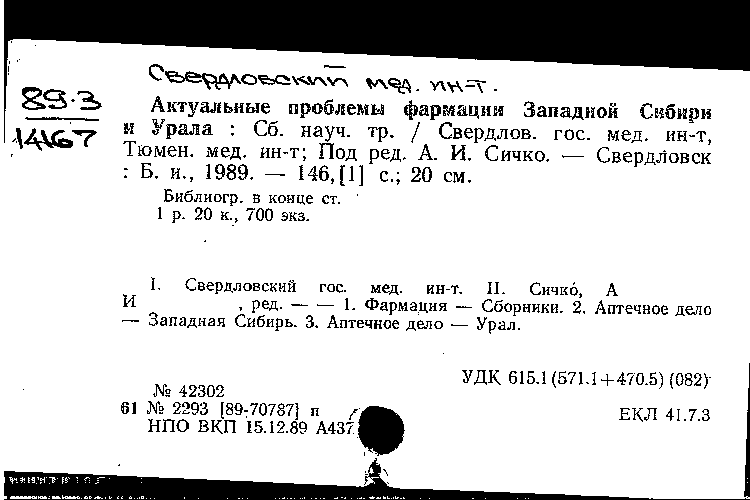 Свердловский мед. ин-т.
89-3
14167
Актуальные проблемы фармации Западной Сибири
и Урала : Сб. науч. тр. / Свердлов. гос. мед. ин-т,
Тюмен. мед. ин-т; Под ред. А. И. Сичко. — Свердловск
: Б. и., 1989. — 146,[1] с.; 20 см.
Библиогр. в конце ст.
1 р. 20 к., 700 экз.
I. Свердловский гос. мед. ин-т. II. Сичко, А
И , ред. — — 1. Фармация — Сборники. 2. Аптечное дело
— Западная Сибирь. 3. Аптечное дело — Урал.
УДК 615.1(571.1+470.5)(082)
№ 42302
61 № 2293 [89-70787] п
ЕКЛ 41.7.3
НПО ВКП 15.12.89 А437